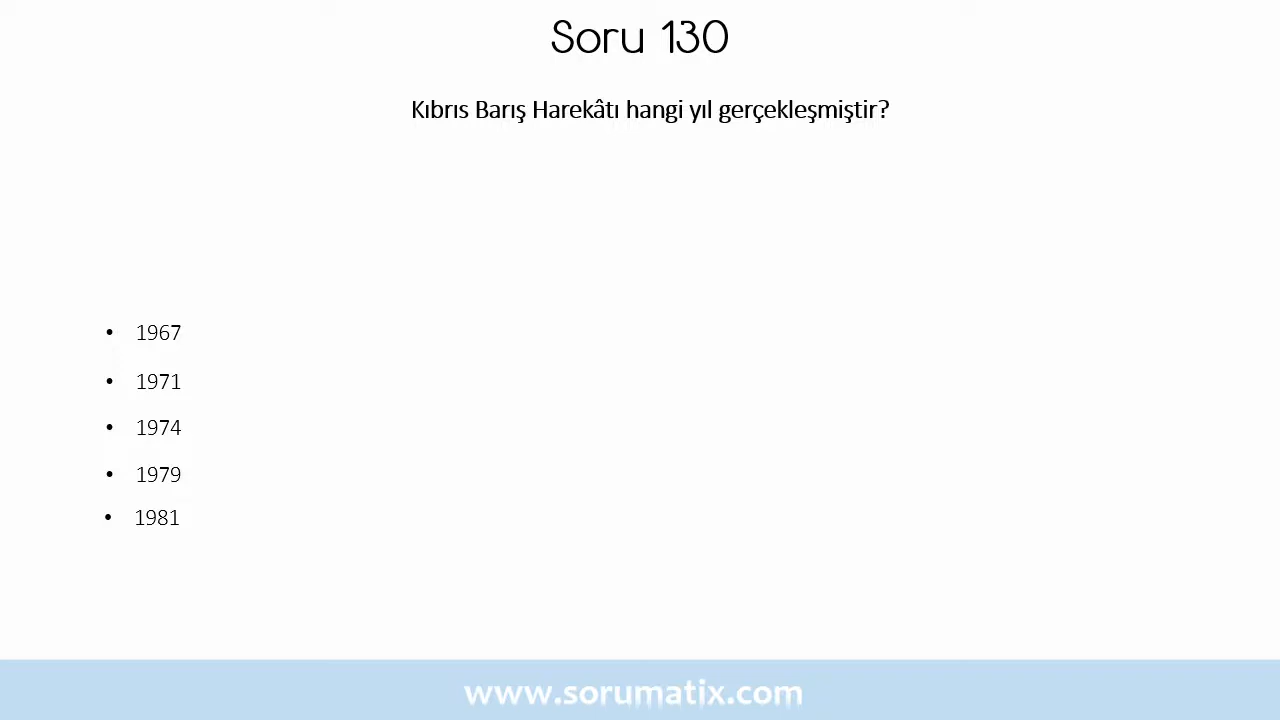 Soru 130
Kıbrıs Barış Harekâtı hangi yıl gerçekleşmiştir?
• 1967
• 1971
• 1974
• 1979
• 1981
www.sorumatix.com